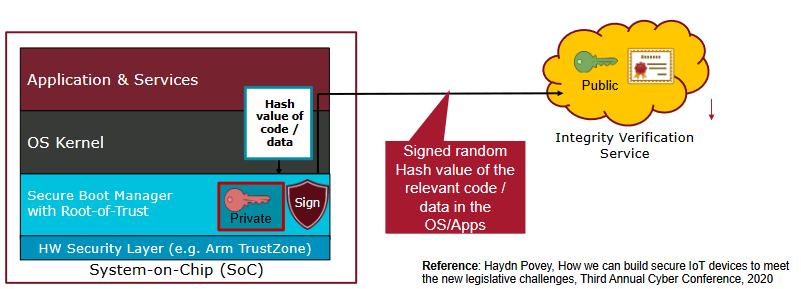 Application & Services
Hash
value of
code /
data
OS Kernel
Secure Boot Manager
with Root-of-Trust
Private
Sign
HW Security Layer (e.g. Arm TrustZone)
System-on-Chip (SoC)
Signed random
Hash value of the
relevant code /
data in the
OS/Apps
Public
Integrity Verification
Service
Reference: Haydn Povey, How we can build secure IoT devices to meet
the new legislative challenges, Third Annual Cyber Conference, 2020